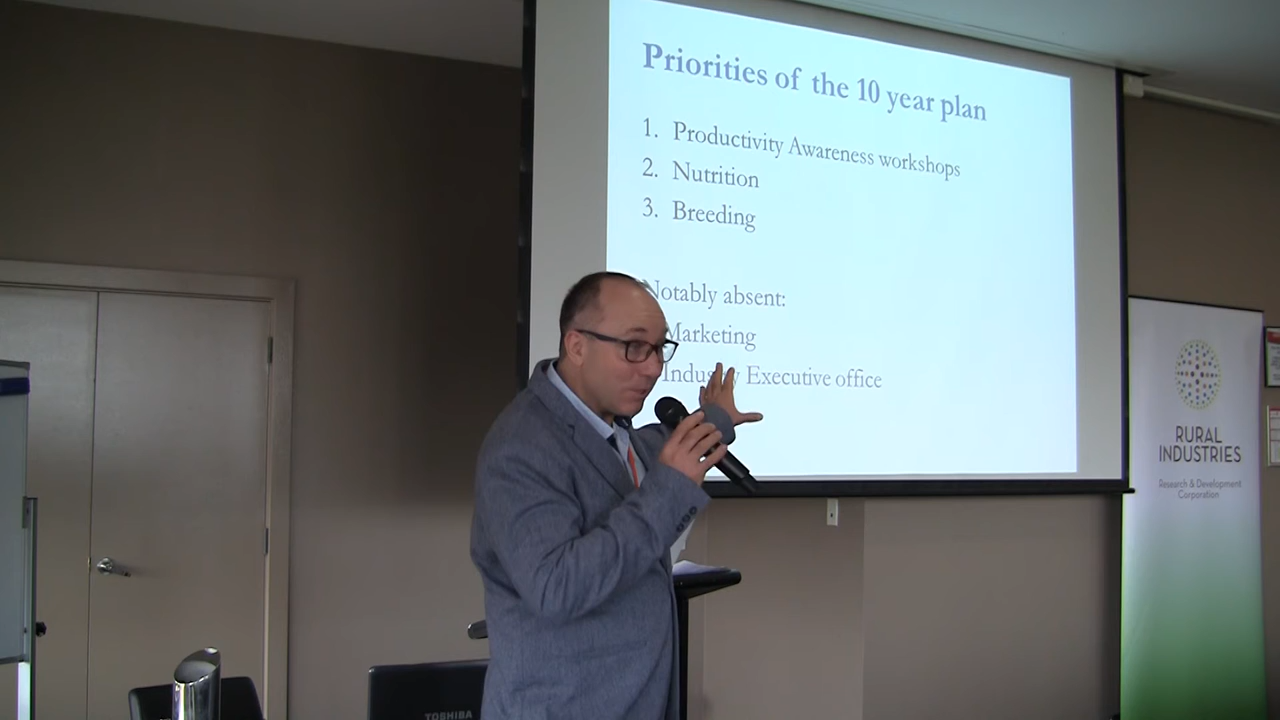 Priorities of the 10 year plan
1. Productivity Awareness workshops
2. Nutrition
3. Breeding
Notably absent:
Marketing
Executive office
RURAL
INDUSTRIES
Research & Development
Corporation
TOSHIBA